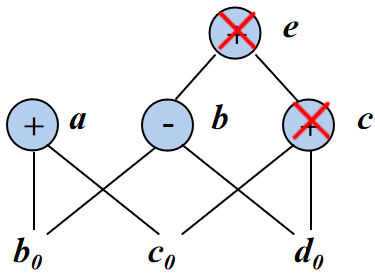 + e
+ a - b + c
b₀ c₀ d₀